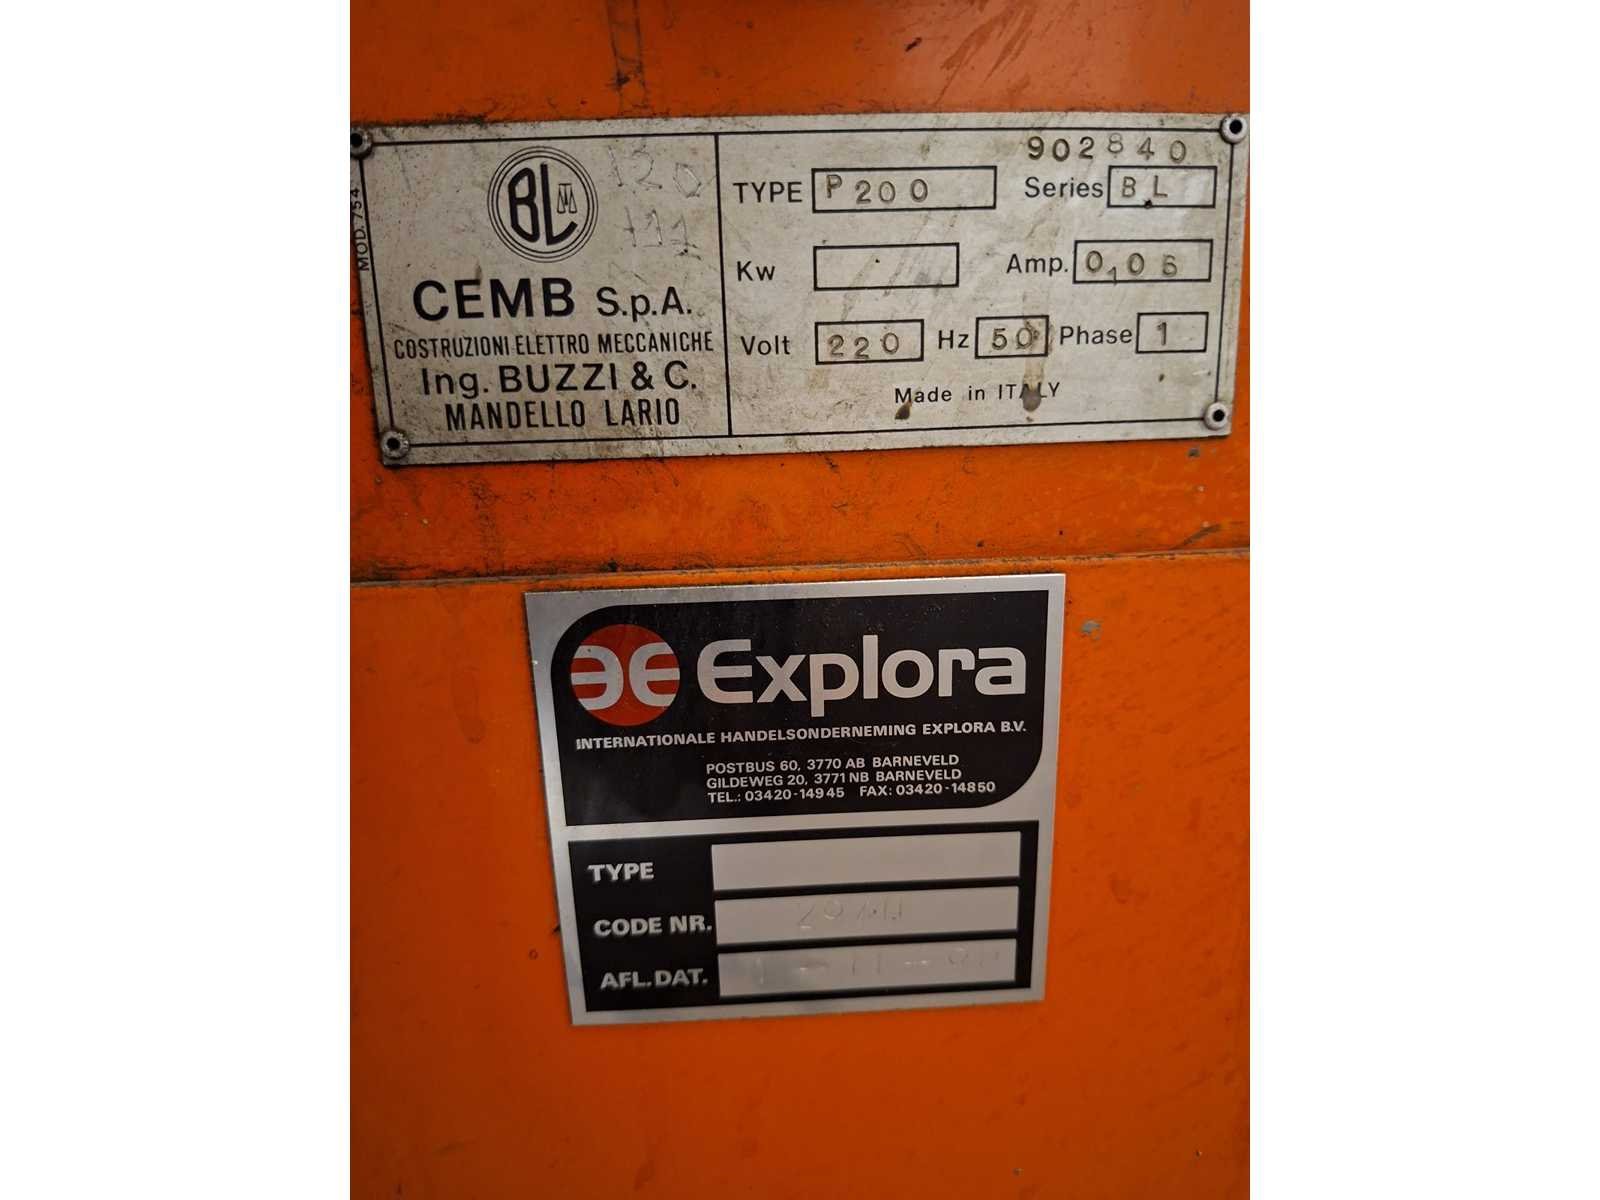 MOD. 754
BL
120
111
CEMB S.p.A.
COSTRUZIONI ELETTRO MECCANICHE
Ing. BUZZI & C.
MANDELLO LARIO
902840
TYPE P 200 Series B.L
Kw Amp. 0,06
Volt 220 Hz 50 Phase 1
Made in ITALY
Explora
INTERNATIONALE HANDELSONDERNEMING EXPLORA B.V.
POSTBUS 60, 3770 AB BARNEVELD
GILDEWEG 20, 3771 NB BARNEVELD
TEL.: 03420-14945 FAX: 03420-14850
TYPE
CODE NR.
AFL.DAT.